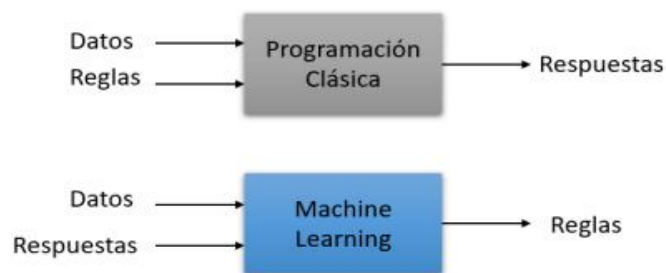 Datos
Reglas
Programación
Clásica
Respuestas
Datos
Respuestas
Machine
Learning
Reglas